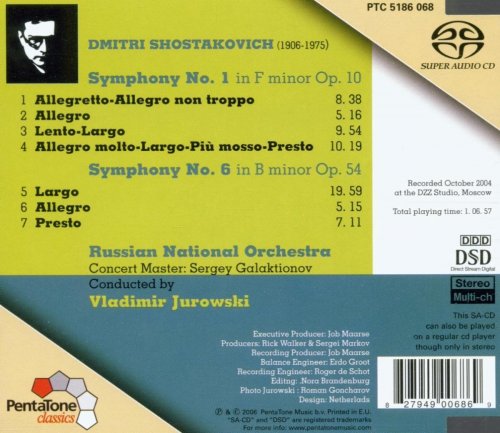 PTC 5186 068
DMITRI SHOSTAKOVICH (1906-1975)
SUPER AUDIO CD
Symphony No. 1 in F minor Op. 10
1 Allegretto-Allegro non troppo 8. 38
2 Allegro 5. 16
3 Lento-Largo 9. 54
4 Allegro molto-Largo-Più mosso-Presto 10. 19
Symphony No. 6 in B minor Op. 54
5 Largo 19. 59
6 Allegro 5. 15
7 Presto 7. 11
Recorded October 2004
at the DZZ Studio, Moscow
Total playing time: 1. 06. 57
Russian National Orchestra
Concert Master: Sergey Galaktionov
Conducted by
Vladimir Jurowski
DDD
DSD
Direct Stream Digital
Stereo
Multi-ch
This SA-CD
can also be played
on a regular cd player
though only in stereo
Executive Producer: Job Maarse
Producers: Rick Walker & Sergei Markov
Recording Producer: Job Maarse
Balance Engineer: Erdo Groot
Recording Engineer: Roger de Schot
Editug: .Nora Brandenburg
Photo Jurowski : Roman Goncharov
Design: Netherlads
PentaTone
classics
℗ & © 2006 PentaTone Music b.v. Printed in E.U.
"SA-CD" and "DSD" are registered trademarks
For more info: www.pentatonemusic.com
8 27949 00686 9